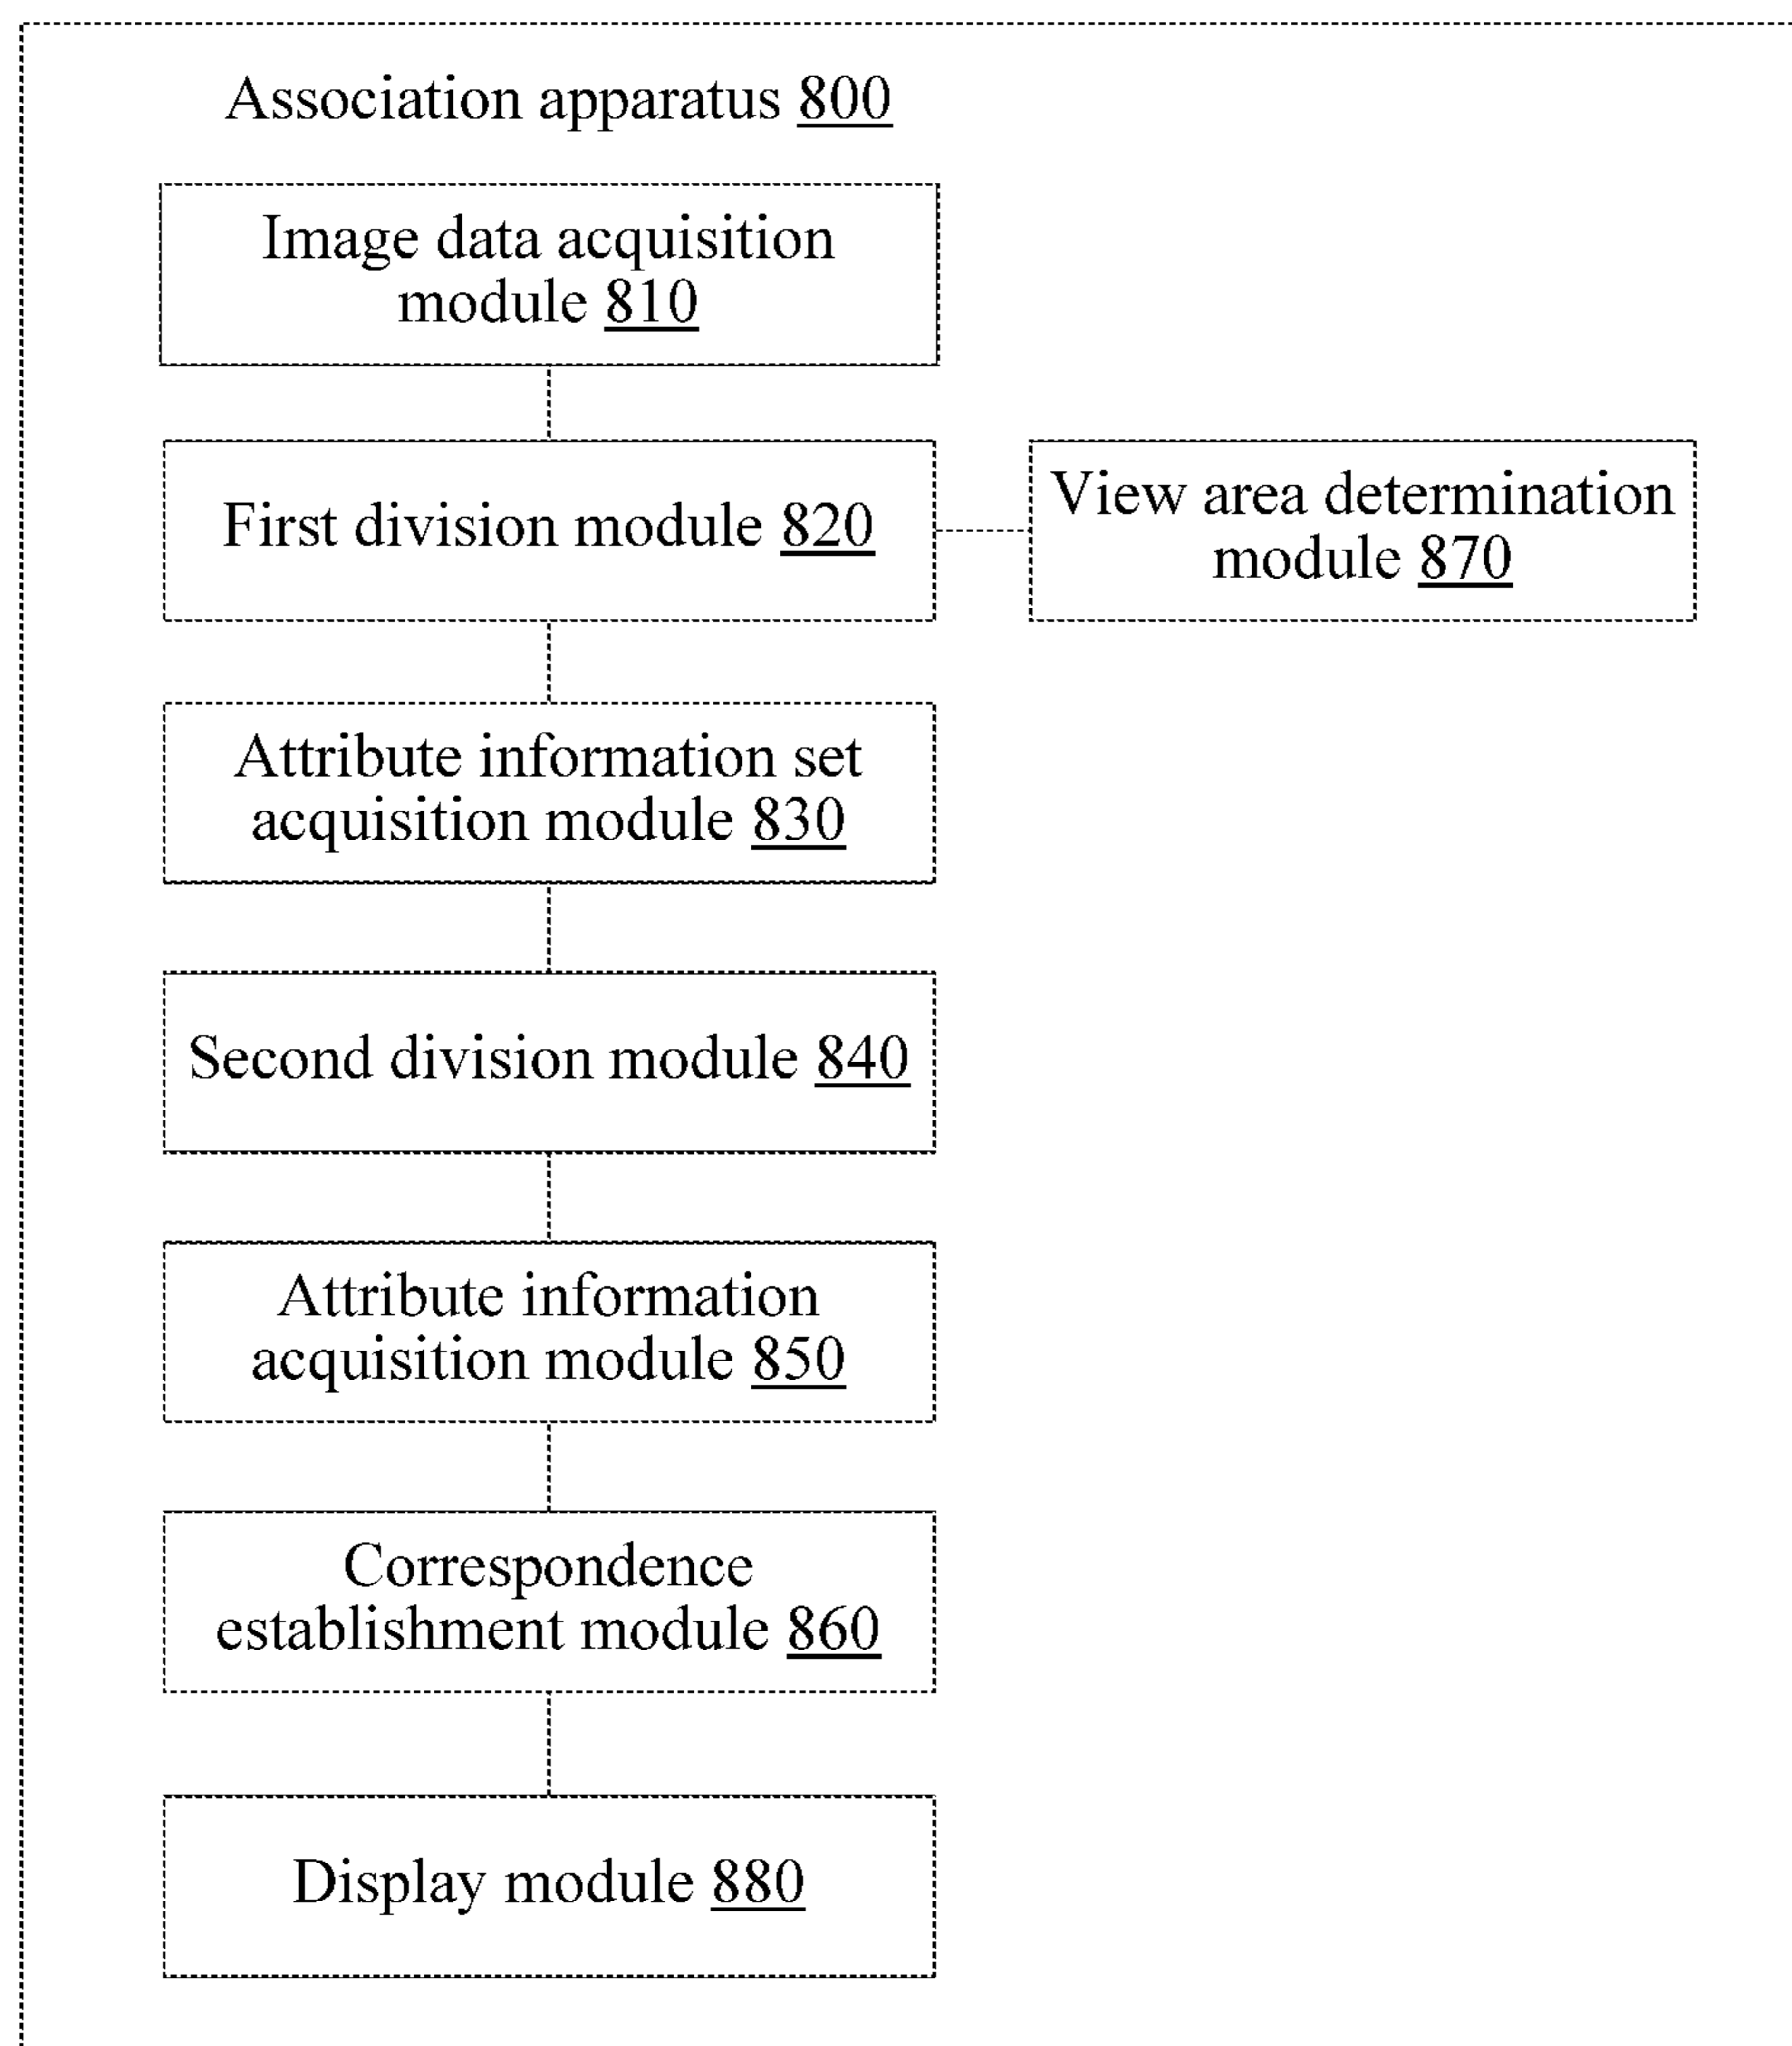 Association apparatus 800
Image data acquisition
module 810
First division module 820
View area determination
module 870
Attribute information set
acquisition module 830
Second division module 840
Attribute information
acquisition module 850
Correspondence
establishment module 860
Display module 880